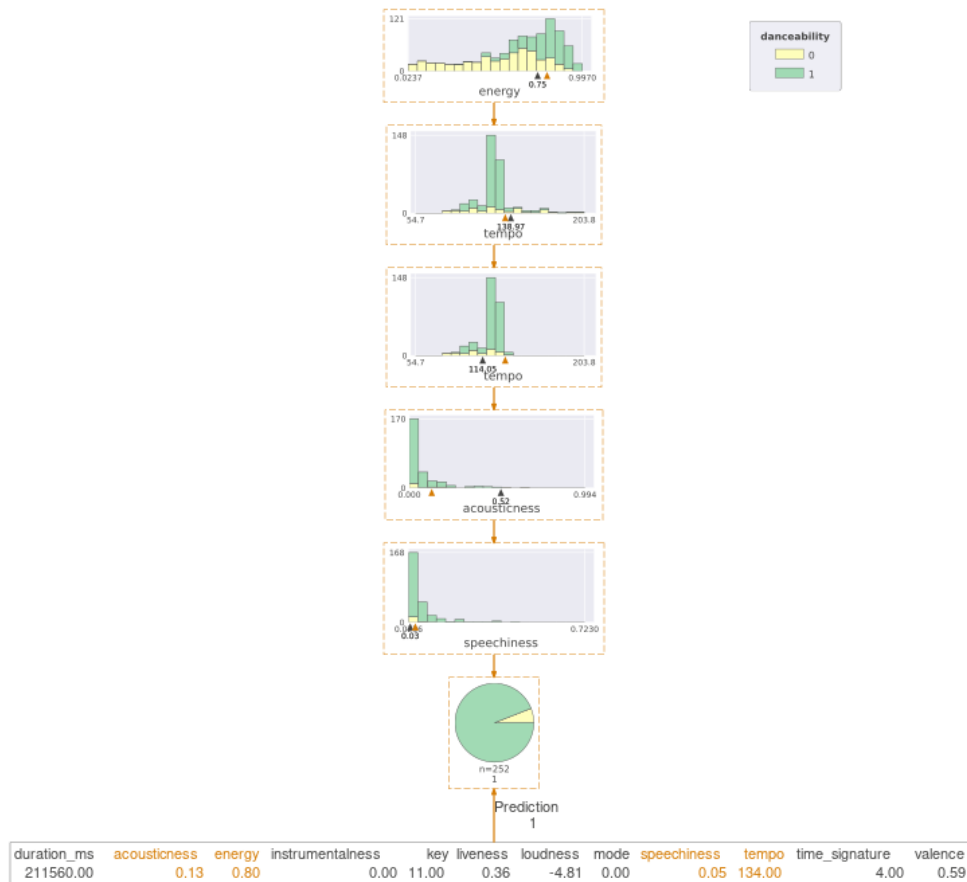 121
0
0.0237
0.9970
0.75
energy
danceability
0
1
148
0
54.7
203.8
138.97
tempo
148
0
54.7
203.8
114.05
tempo
170
0
0.000
0.994
0.52
acousticness
168
0.7230
0.03
speechiness
n=252
1
Prediction
1
duration_ms acousticness energy instrumentalness key liveness loudness mode speechiness tempo time_signature valence
211560.00 0.13 0.80 0.00 11.00 0.36 -4.81 0.00 0.05 134.00 4.00 0.59